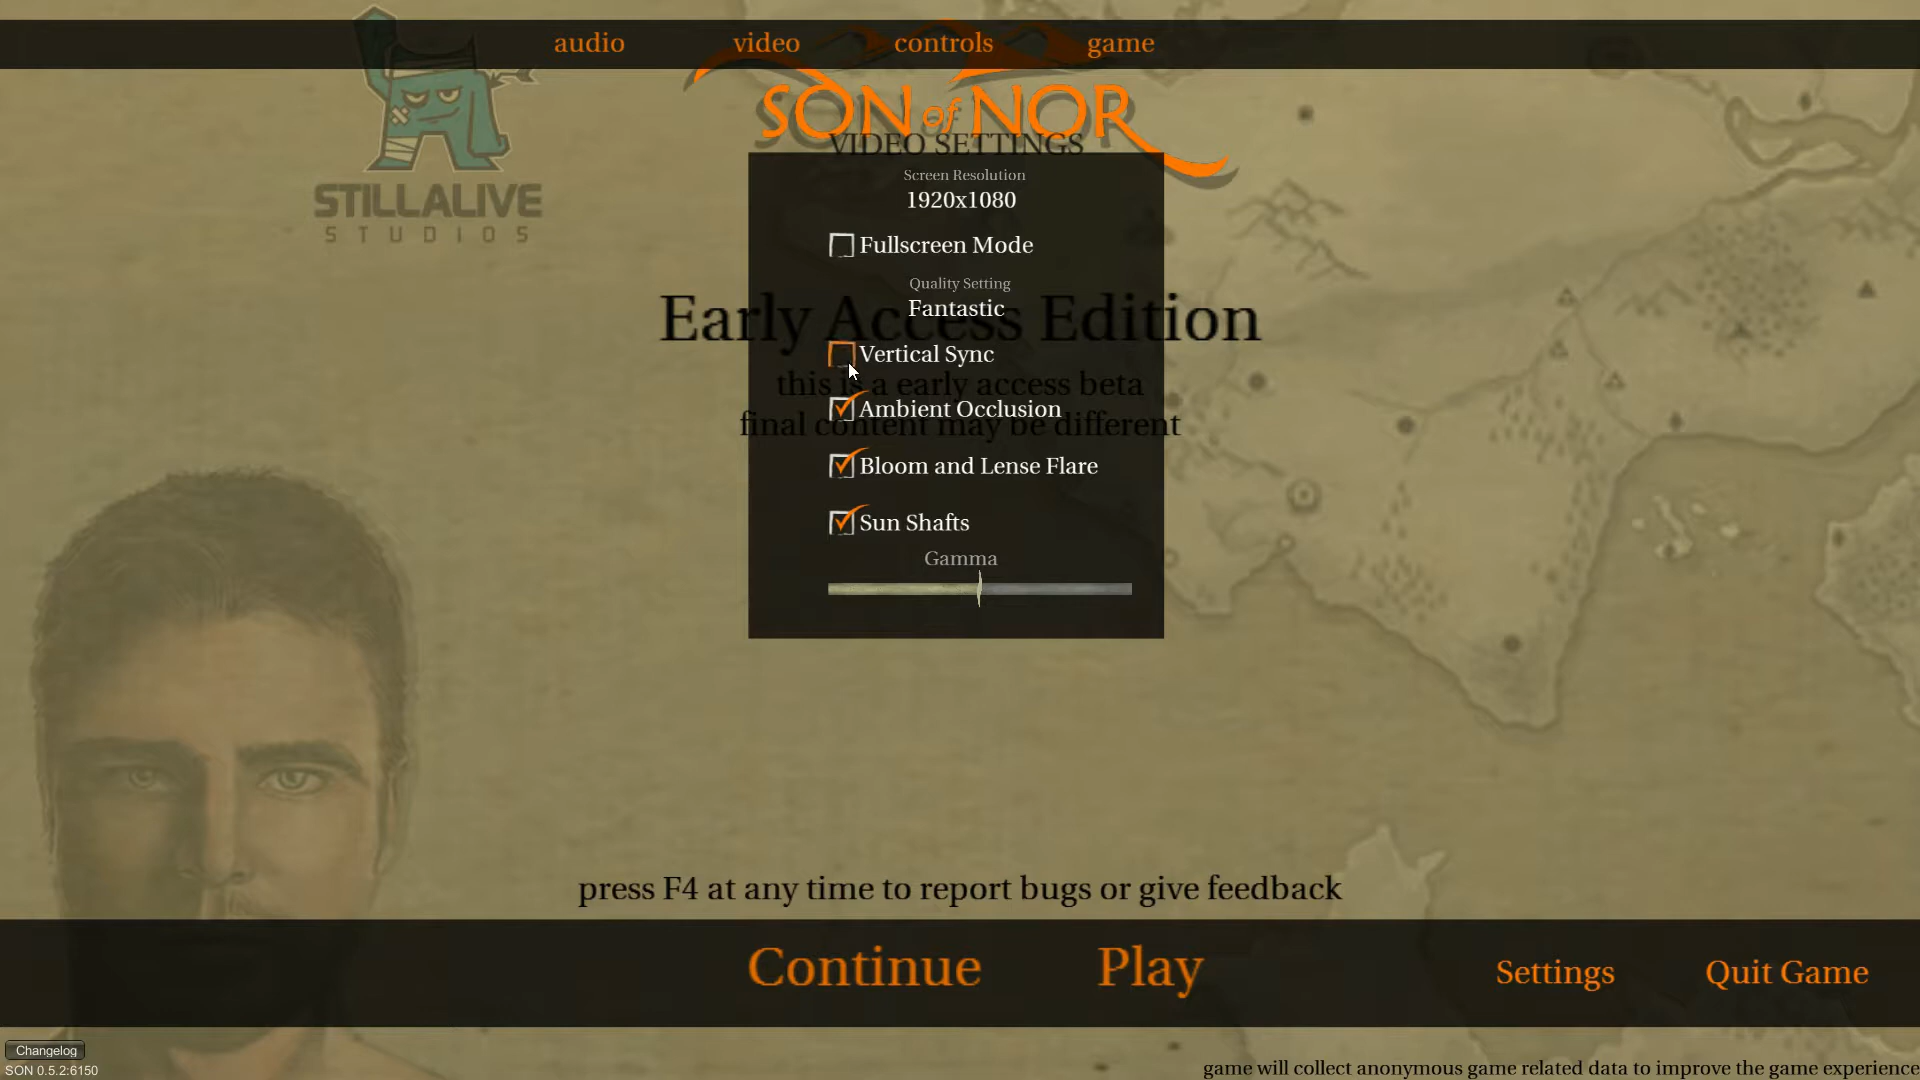 audio video controls game
SON of NOR
STILLALIVE
STUDIOS
VIDEO SETTINGS
Screen Resolution
1920x1080
Fullscreen Mode
Quality Setting
Fantastic
Early Access Edition
Vertical Sync
this is a early access beta
Ambient Occlusion
final content may be different
Bloom and Lense Flare
Sun Shafts
Gamma
press F4 at any time to report bugs or give feedback
Continue Play Settings Quit Game
Changelog
SON 0.5.2:6150
game will collect anonymous game related data to improve the game experience